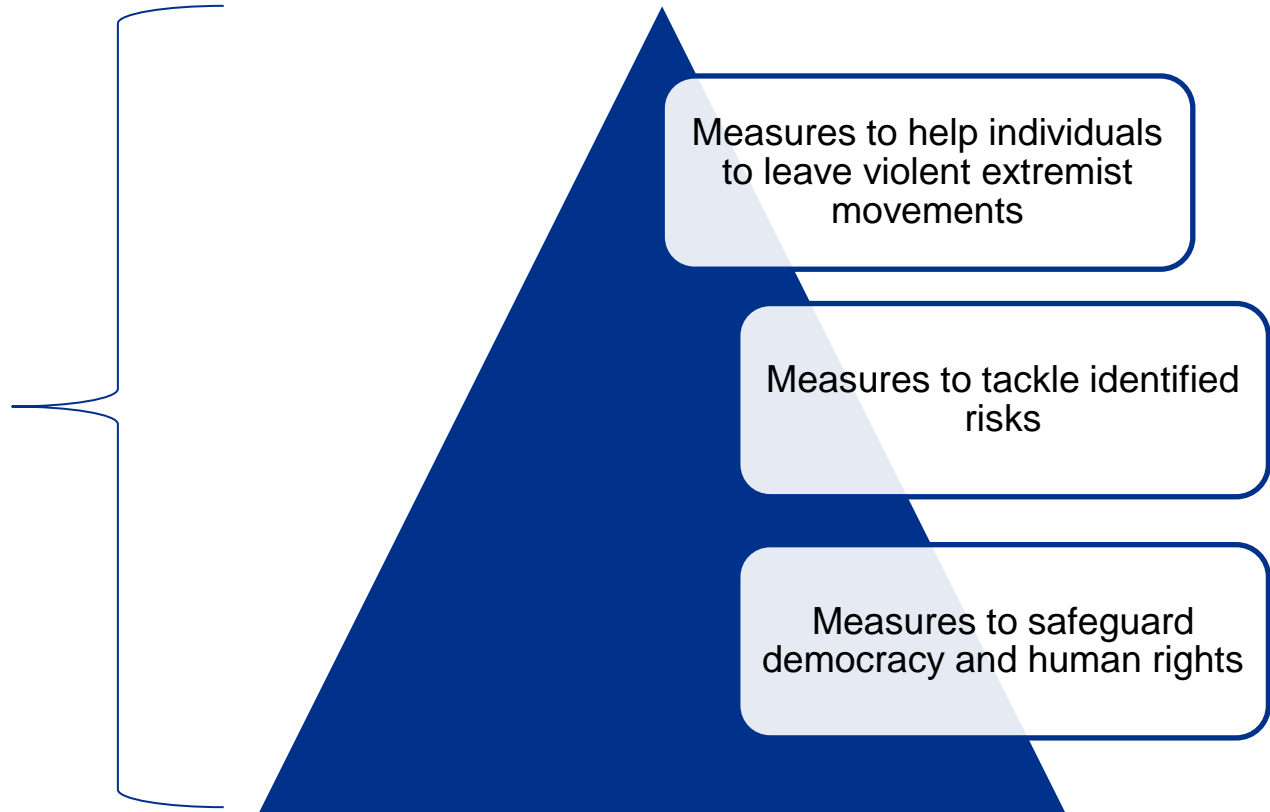 Measures to help individuals
to leave violent extremist
movements
Measures to tackle identified
risks
Measures to safeguard
democracy and human rights